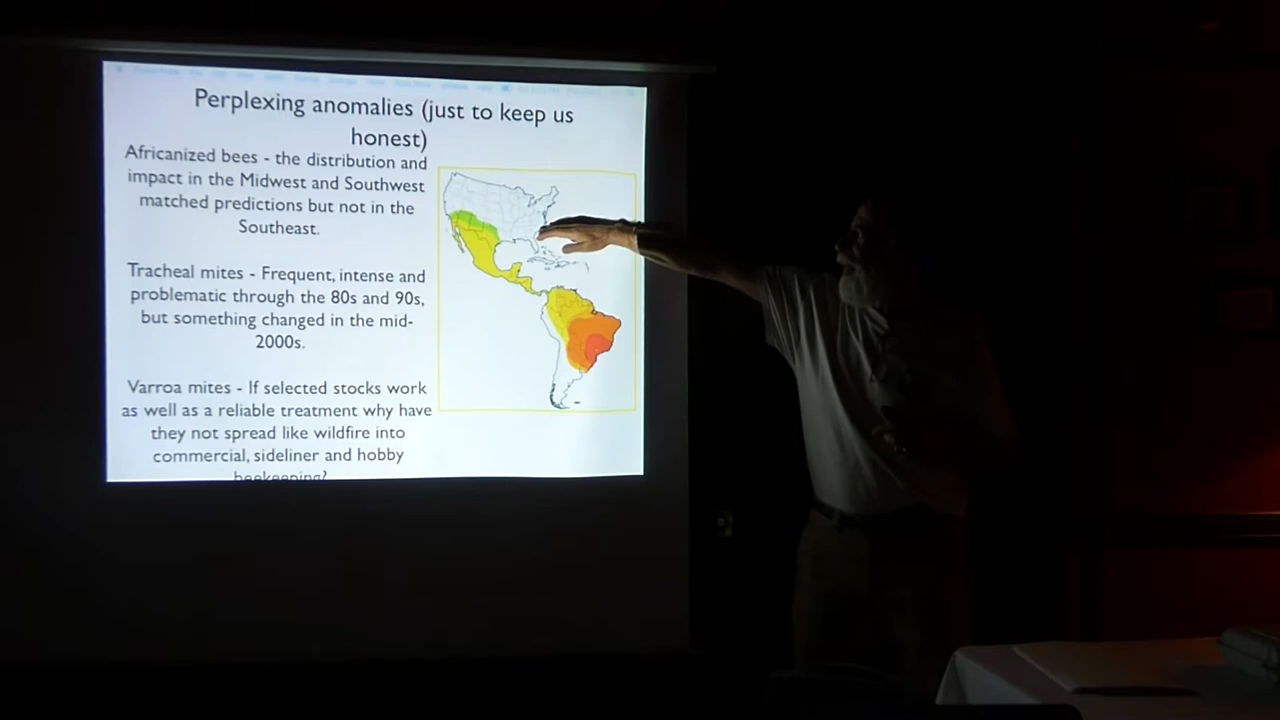 Perplexing anomalies (just to keep us
honest)
Africanized bees - the distribution and
impact in the Midwest and Southwest
matched predictions but not in the
Southeast.
Tracheal mites - Frequent, intense and
problematic through the 80s and 90s,
but something changed in the mid-
2000s.
Varroa mites - If selected stocks work
as well as a reliable treatment why have
they not spread like wildfire into
commercial, sideliner and hobby
beekeeping?